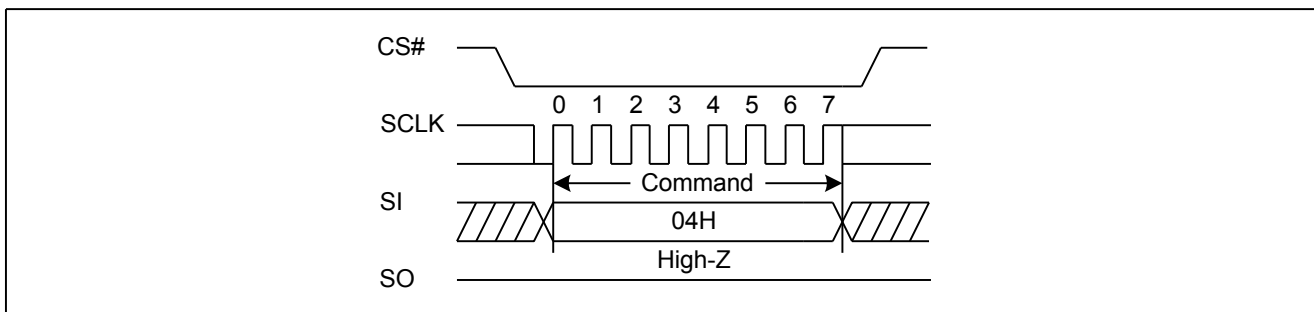 CS#
0 1 2 3 4 5 6 7
SCLK
Command
SI
04H
High-Z
SO